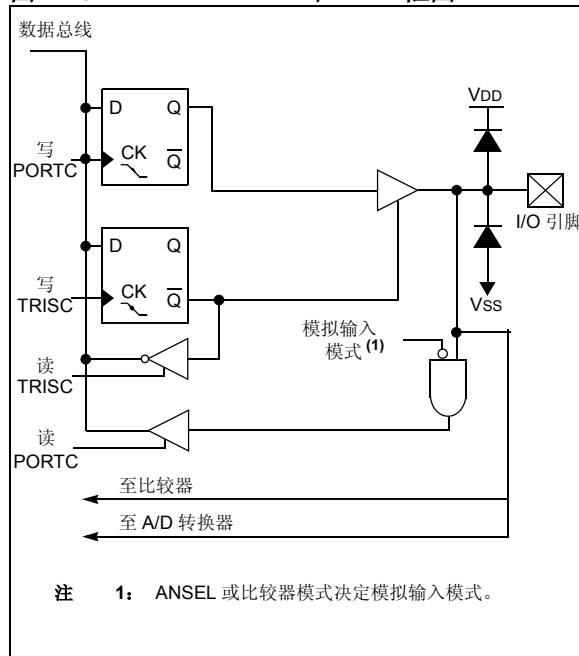 数据总线
D Q
CK Q
写
PORTC
VDD
I/O 引脚
VSS
D Q
CK Q
写
TRISC
读
TRISC
模拟输入
模式 (1)
读
PORTC
至比较器
至 A/D 转换器
注 1: ANSEL 或比较器模式决定模拟输入模式。